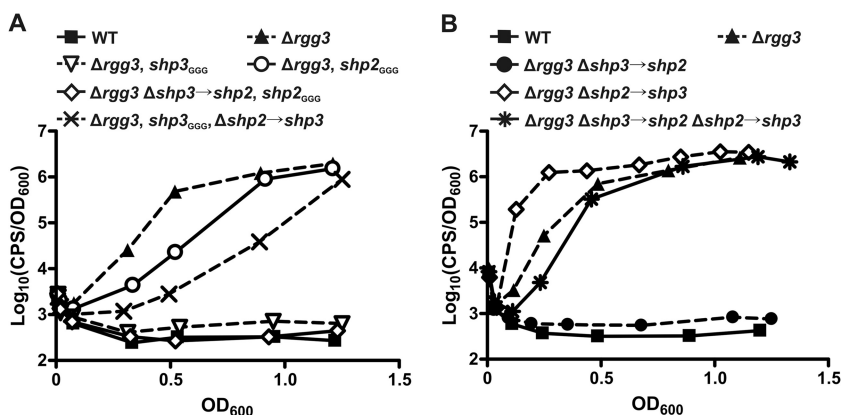 A
WT
Δrgg3
Δrgg3, shp3GGG
Δrgg3, shp2GGG
Δrgg3 Δshp3→shp2, shp2GGG
Δrgg3, shp3GGG, Δshp2→shp3
Log10(CPS/OD600)
7
6
5
4
3
2
0
0.5
1.0
1.5
OD600
B
WT
Δrgg3
Δrgg3 Δshp3→shp2
Δrgg3 Δshp2→shp3
Δrgg3 Δshp3→shp2 Δshp2→shp3
Log10(CPS/OD600)
7
6
5
4
3
2
0
0.5
1.0
1.5
OD600